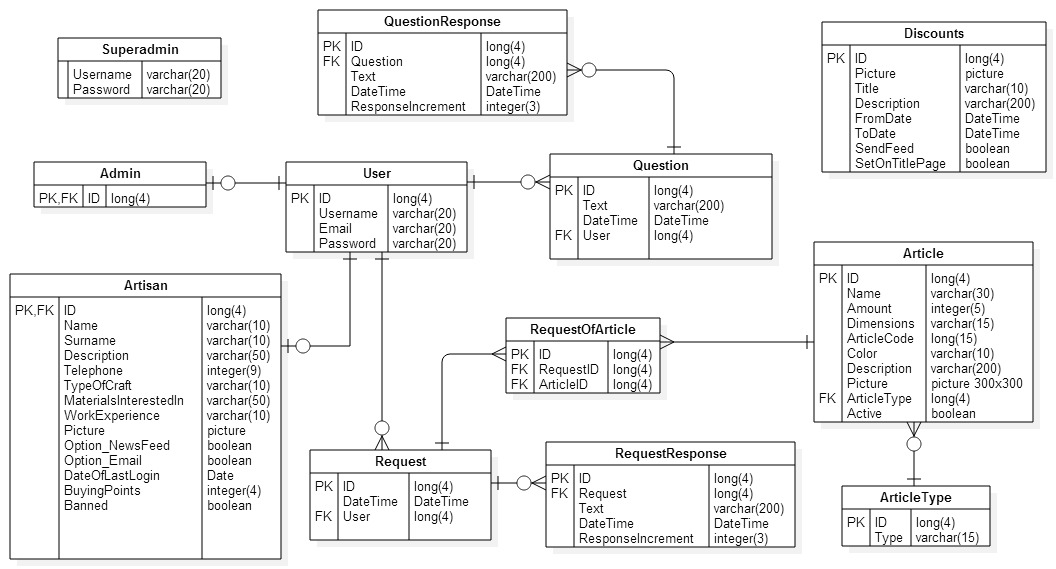 Superadmin
Username varchar(20)
Password varchar(20)
QuestionResponse
PK ID long(4)
FK Question long(4)
Text varchar(200)
DateTime DateTime
ResponseIncrement integer(3)
Discounts
PK ID long(4)
Picture picture
Title varchar(10)
Description varchar(200)
FromDate DateTime
ToDate DateTime
SendFeed boolean
SetOnTitlePage boolean
Admin
PK,FK ID long(4)
User
PK ID long(4)
Username varchar(20)
Email varchar(20)
Password varchar(20)
Question
PK ID long(4)
Text varchar(200)
DateTime DateTime
FK User long(4)
Artisan
PK,FK ID long(4)
Name varchar(10)
Surname varchar(10)
Description varchar(50)
Telephone integer(9)
TypeOfCraft varchar(10)
MaterialsInterestedIn varchar(50)
WorkExperience varchar(10)
Picture picture
Option_NewsFeed boolean
Option_Email boolean
DateOfLastLogin Date
BuyingPoints integer(4)
Banned boolean
RequestOfArticle
PK ID long(4)
FK RequestID long(4)
FK ArticleID long(4)
Article
PK ID long(4)
Name varchar(30)
Amount integer(5)
Dimensions varchar(15)
ArticleCode long(15)
Color varchar(10)
Description varchar(200)
Picture picture 300x300
FK ArticleType long(4)
Active boolean
Request
PK ID long(4)
DateTime DateTime
FK User long(4)
RequestResponse
PK ID long(4)
FK Request long(4)
Text varchar(200)
DateTime DateTime
ResponseIncrement integer(3)
ArticleType
PK ID long(4)
Type varchar(15)